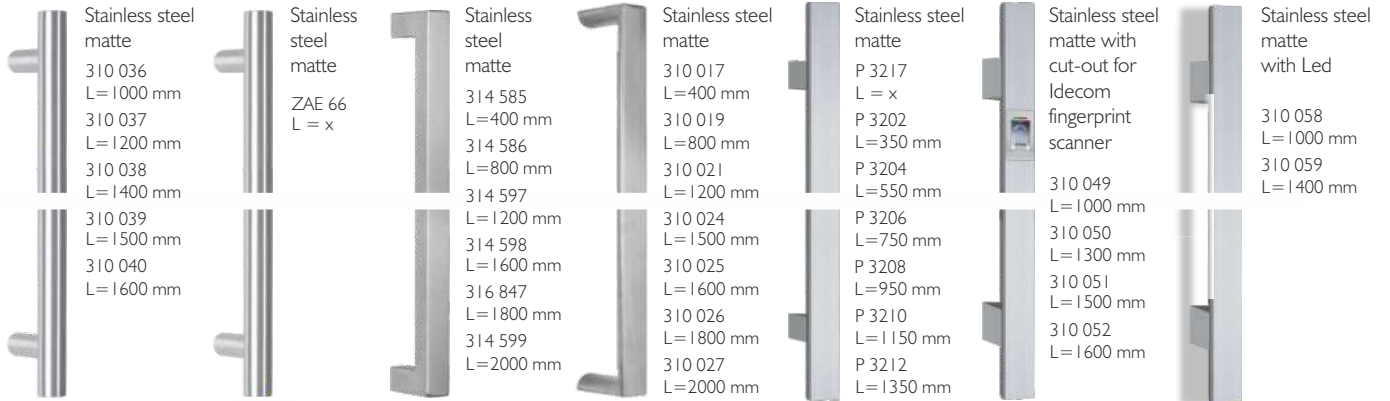 Stainless steel
matte
310 036
L=1000 mm
310 037
L=1200 mm
310 038
L=1400 mm
310 039
L=1500 mm
310 040
L=1600 mm
Stainless
steel
matte
ZAE 66
L = x
Stainless
steel
matte
314 585
L=400 mm
314 586
L=800 mm
314 597
L=1200 mm
314 598
L=1600 mm
316 847
L=1800 mm
314 599
L=2000 mm
Stainless steel
matte
310 017
L=400 mm
310 019
L=800 mm
310 021
L=1200 mm
310 024
L=1500 mm
310 025
L=1600 mm
310 026
L=1800 mm
310 027
L=2000 mm
Stainless steel
matte
P 3217
L = x
P 3202
L=350 mm
P 3204
L=550 mm
P 3206
L=750 mm
P 3208
L=950 mm
P 3210
L=1150 mm
P 3212
L=1350 mm
Stainless steel
matte with
cut-out for
Idecom
fingerprint
scanner
310 049
L=1000 mm
310 050
L=1300 mm
310 051
L=1500 mm
310 052
L=1600 mm
Stainless steel
matte
with Led
310 058
L=1000 mm
310 059
L=1400 mm